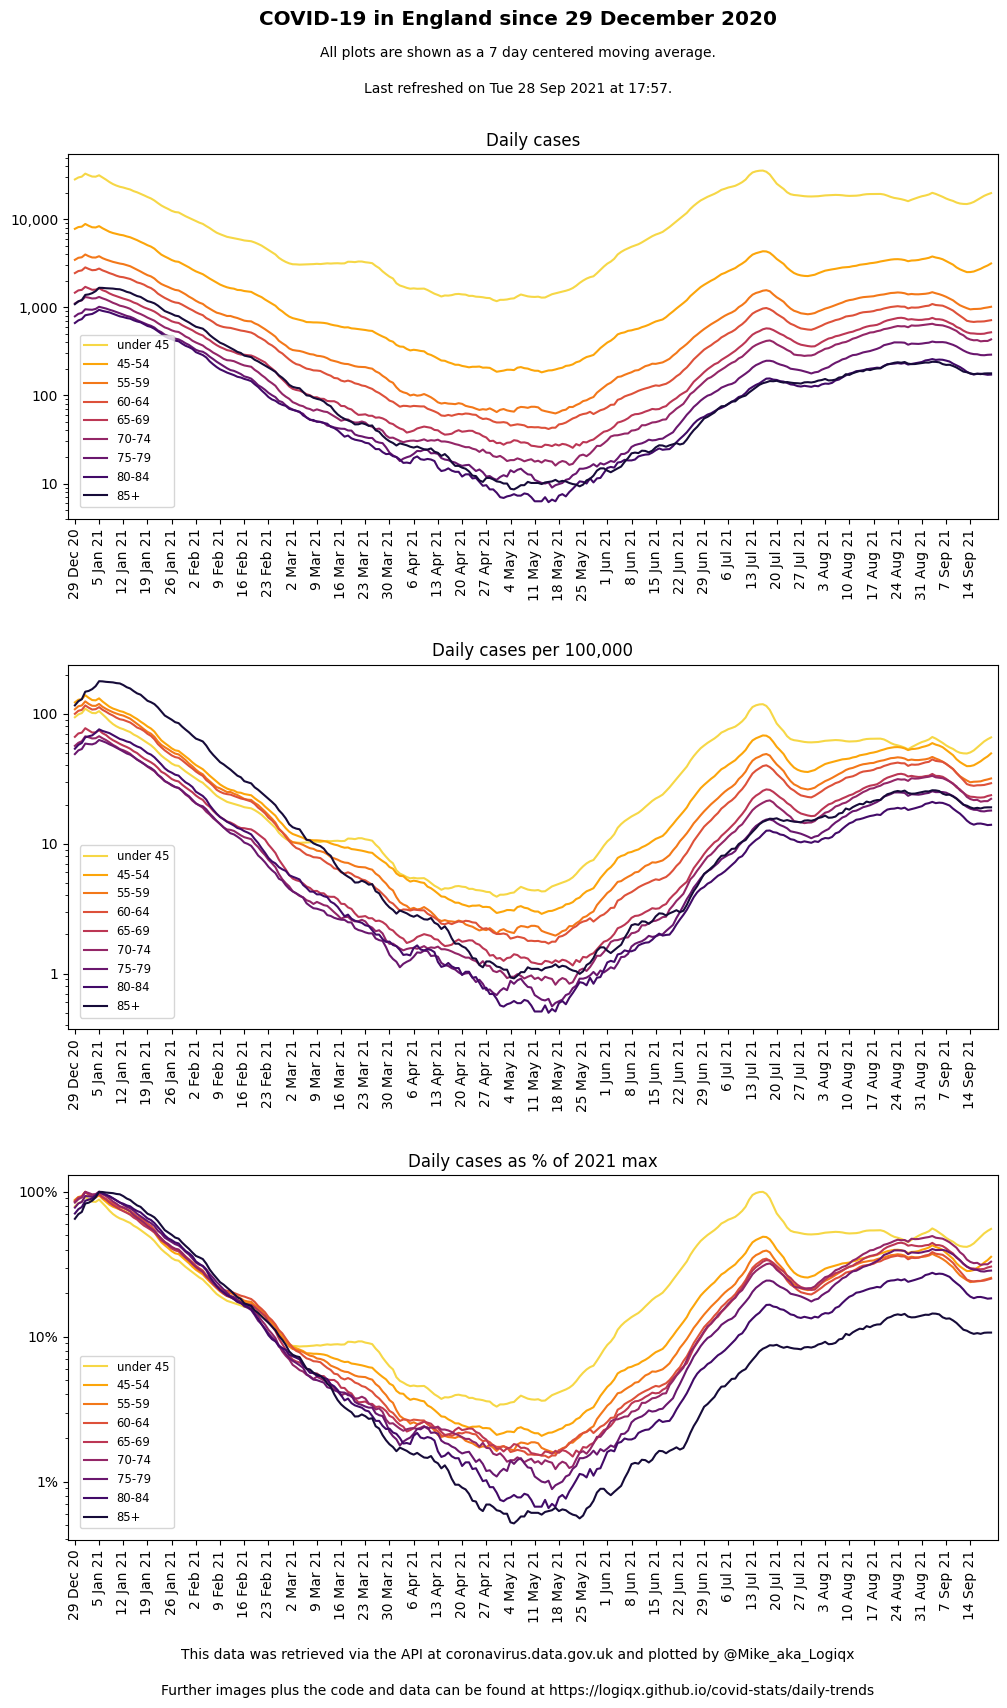 COVID-19 in England since 29 December 2020
All plots are shown as a 7 day centered moving average.
Last refreshed on Tue 28 Sep 2021 at 17:57.
Daily cases
10,000
1,000
100
10
under 45
45-54
55-59
60-64
65-69
70-74
75-79
80-84
85+
29 Dec 20
5 Jan 21
12 Jan 21
19 Jan 21
26 Jan 21
2 Feb 21
9 Feb 21
16 Feb 21
23 Feb 21
2 Mar 21
9 Mar 21
16 Mar 21
23 Mar 21
30 Mar 21
6 Apr 21
13 Apr 21
20 Apr 21
27 Apr 21
4 May 21
11 May 21
18 May 21
25 May 21
1 Jun 21
8 Jun 21
15 Jun 21
22 Jun 21
29 Jun 21
6 Jul 21
13 Jul 21
20 Jul 21
27 Jul 21
3 Aug 21
10 Aug 21
17 Aug 21
24 Aug 21
31 Aug 21
7 Sep 21
14 Sep 21
Daily cases per 100,000
100
10
1
under 45
45-54
55-59
60-64
65-69
70-74
75-79
80-84
85+
29 Dec 20
5 Jan 21
12 Jan 21
19 Jan 21
26 Jan 21
2 Feb 21
9 Feb 21
16 Feb 21
23 Feb 21
2 Mar 21
9 Mar 21
16 Mar 21
23 Mar 21
30 Mar 21
6 Apr 21
13 Apr 21
20 Apr 21
27 Apr 21
4 May 21
11 May 21
18 May 21
25 May 21
1 Jun 21
8 Jun 21
15 Jun 21
22 Jun 21
29 Jun 21
6 Jul 21
13 Jul 21
20 Jul 21
27 Jul 21
3 Aug 21
10 Aug 21
17 Aug 21
24 Aug 21
31 Aug 21
7 Sep 21
14 Sep 21
Daily cases as % of 2021 max
100%
10%
1%
under 45
45-54
55-59
60-64
65-69
70-74
75-79
80-84
85+
29 Dec 20
5 Jan 21
12 Jan 21
19 Jan 21
26 Jan 21
2 Feb 21
9 Feb 21
16 Feb 21
23 Feb 21
2 Mar 21
9 Mar 21
16 Mar 21
23 Mar 21
30 Mar 21
6 Apr 21
13 Apr 21
20 Apr 21
27 Apr 21
4 May 21
11 May 21
18 May 21
25 May 21
1 Jun 21
8 Jun 21
15 Jun 21
22 Jun 21
29 Jun 21
6 Jul 21
13 Jul 21
20 Jul 21
27 Jul 21
3 Aug 21
10 Aug 21
17 Aug 21
24 Aug 21
31 Aug 21
7 Sep 21
14 Sep 21
This data was retrieved via the API at coronavirus.data.gov.uk and plotted by @Mike_aka_Logiqx
Further images plus the code and data can be found at https://logiqx.github.io/covid-stats/daily-trends